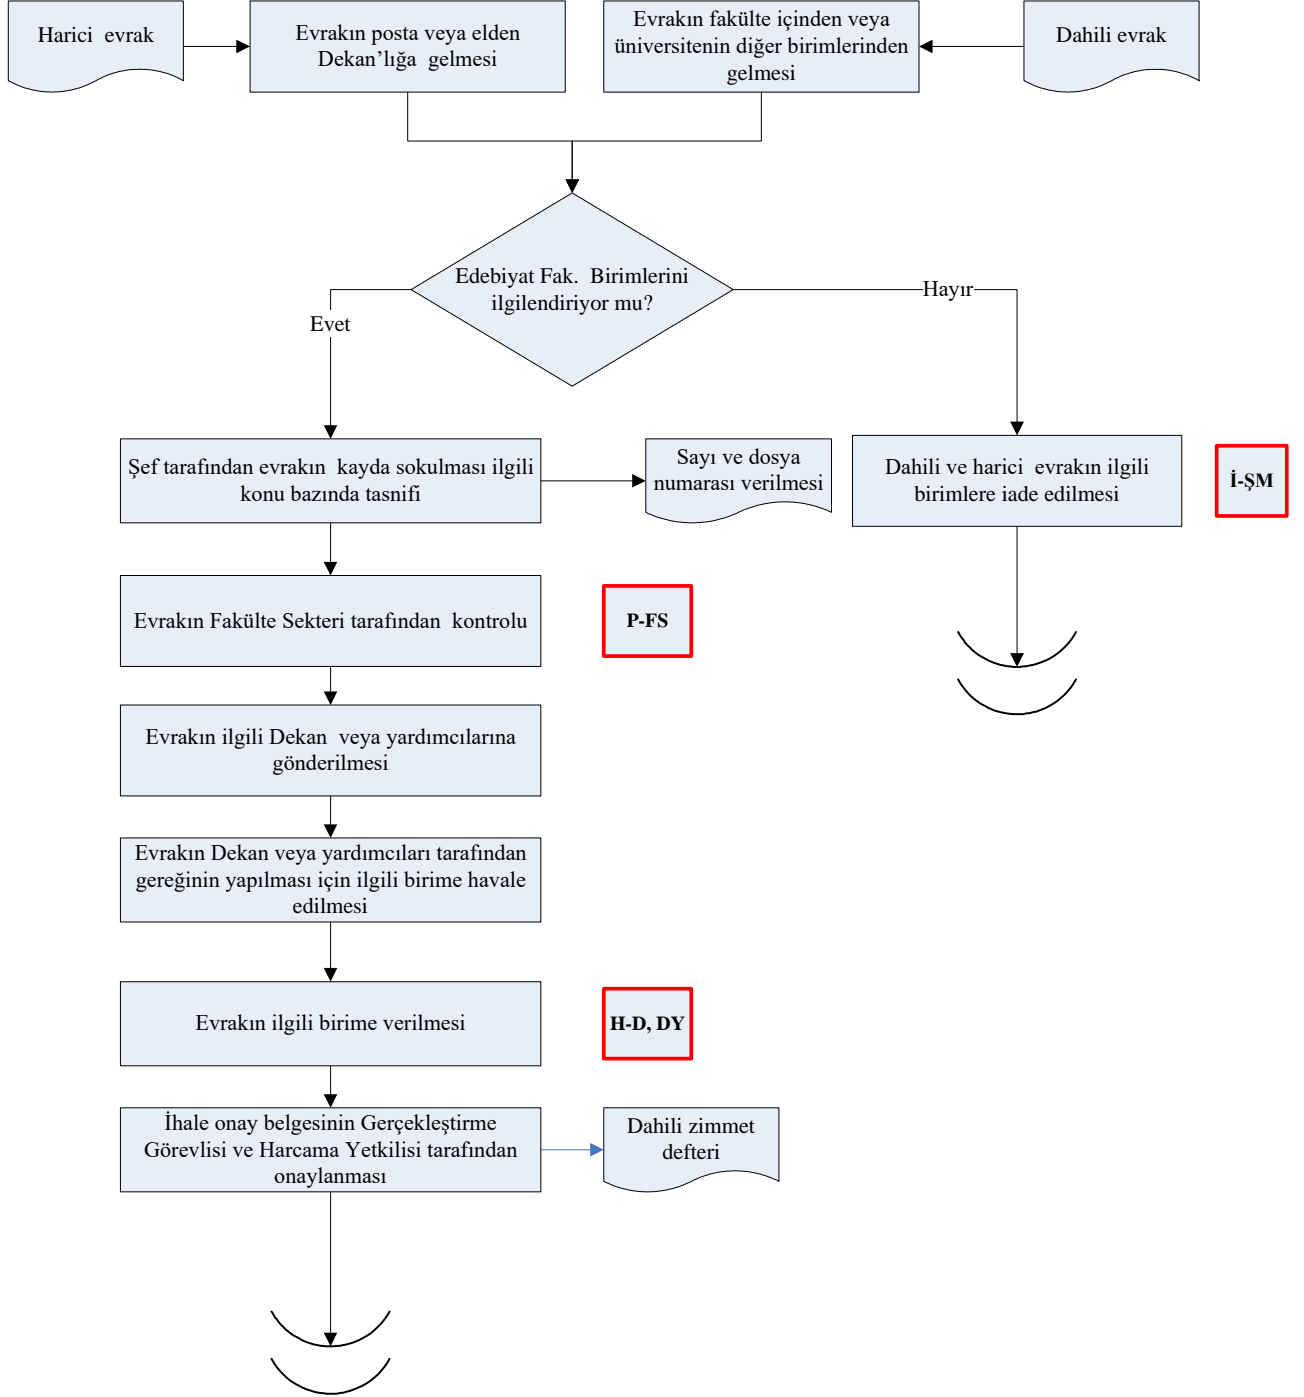 Harici evrak
Evrakın posta veya elden
Dekan’lığa gelmesi
Evrakın fakülte içinden veya
üniversitenin diğer birimlerinden
gelmesi
Dahili evrak
Edebiyat Fak. Birimlerini
ilgilendiriyor mu?
Hayır
Evet
Şef tarafından evrakın kayda sokulması ilgili
konu bazında tasnifi
Sayı ve dosya
numarası verilmesi
Dahili ve harici evrakın ilgili
birimlere iade edilmesi
İ-ŞM
Evrakın Fakülte Sekteri tarafından kontrolu
P-FS
Evrakın ilgili Dekan veya yardımcılarına
gönderilmesi
Evrakın Dekan veya yardımcıları tarafından
gereğinin yapılması için ilgili birime havale
edilmesi
Evrakın ilgili birime verilmesi
H-D, DY
İhale onay belgesinin Gerçekleştirme
Görevlisi ve Harcama Yetkilisi tarafından
onaylanması
Dahili zimmet
defteri